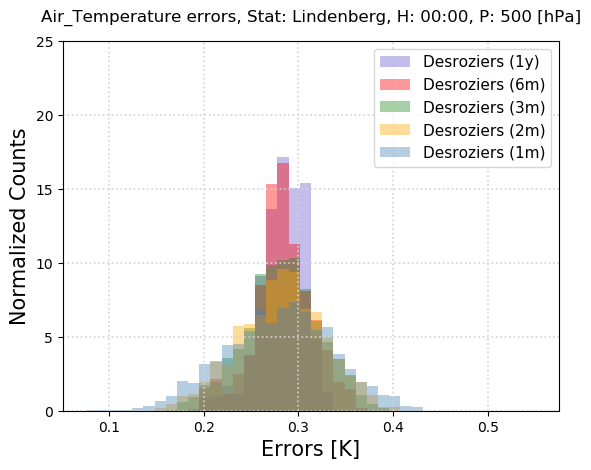 Air_Temperature errors, Stat: Lindenberg, H: 00:00, P: 500 [hPa]
25
20
15
10
5
0
Normalized Counts
Desroziers (1y)
Desroziers (6m)
Desroziers (3m)
Desroziers (2m)
Desroziers (1m)
0.1 0.2 0.3 0.4 0.5
Errors [K]